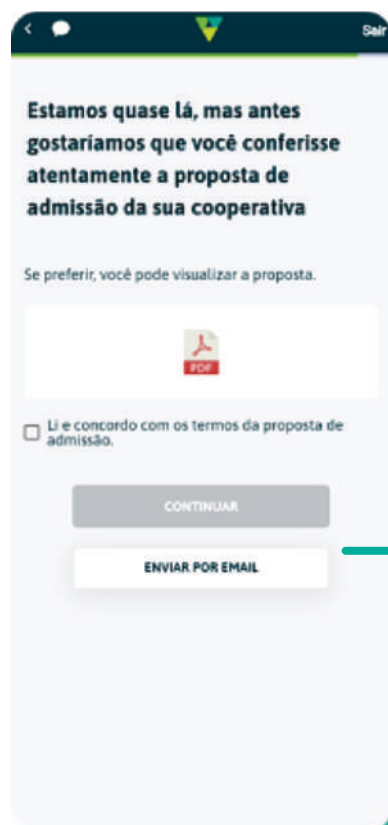 Sair
Estamos quase lá, mas antes
gostaríamos que você conferisse
atentamente a proposta de
admissão da sua cooperativa
Se preferir, você pode visualizar a proposta.
PDF
Li e concordo com os termos da proposta de
admissão.
CONTINUAR
ENVIAR POR EMAIL